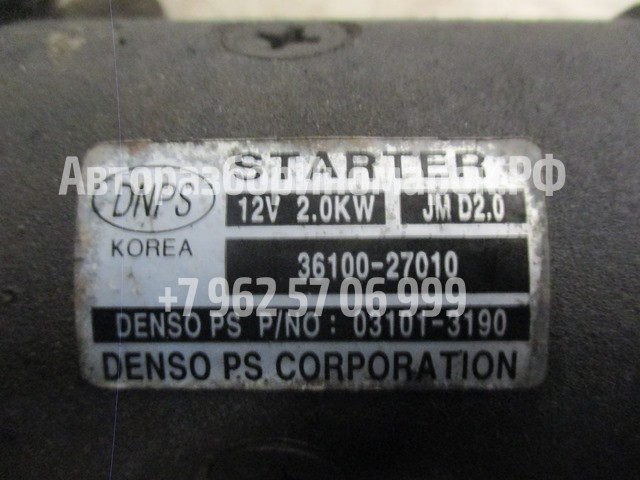 STARTER
DNPS
KOREA
12V 2.0KW
JM D2.0
36100-27010
+7 962 57 06 999
DENSO PS P/NO : 03101-3190
DENSO PS CORPORATION